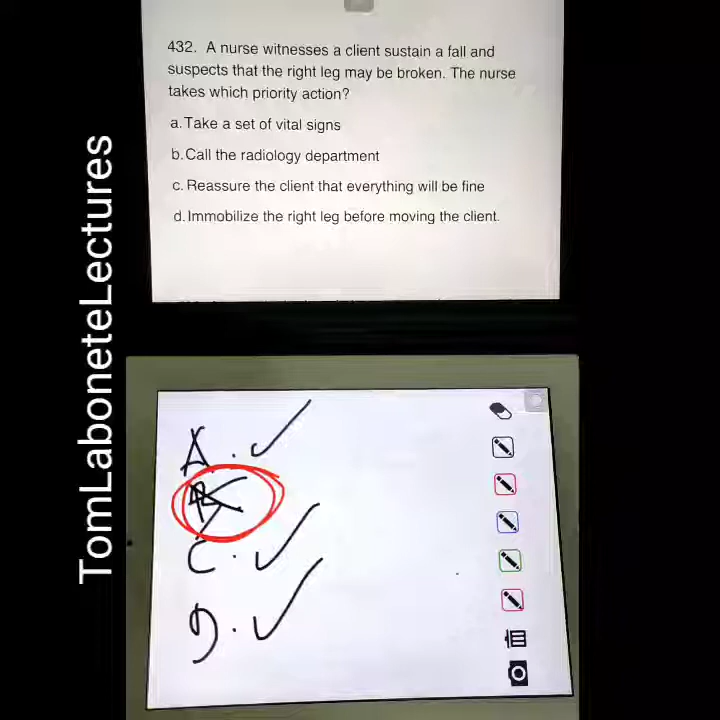 432. A nurse witnesses a client sustain a fall and
suspects that the right leg may be broken. The nurse
takes which priority action?
a. Take a set of vital signs
b. Call the radiology department
c. Reassure the client that everything will be fine
d. Immobilize the right leg before moving the client.
TomLaboneteLectures
A. ✓
B
C. ✓
D. ✓